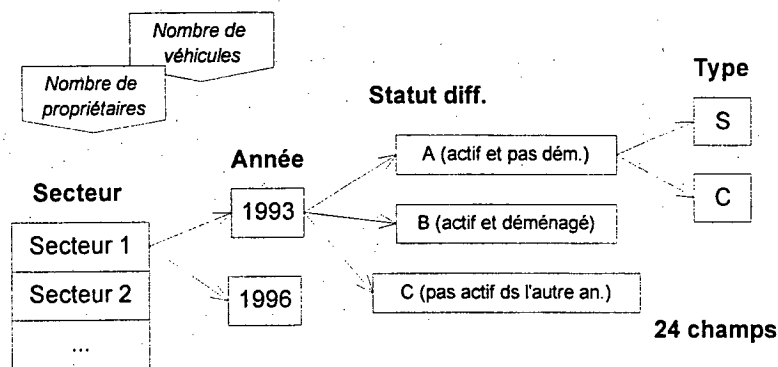 Nombre de
véhicules
Nombre de
propriétaires
Type
Statut diff.
S
A (actif et pas dém.)
Année
C
Secteur
1993
B (actif et déménagé)
Secteur 1
Secteur 2
1996
C (pas actif ds l'autre an.)
24 champs
...